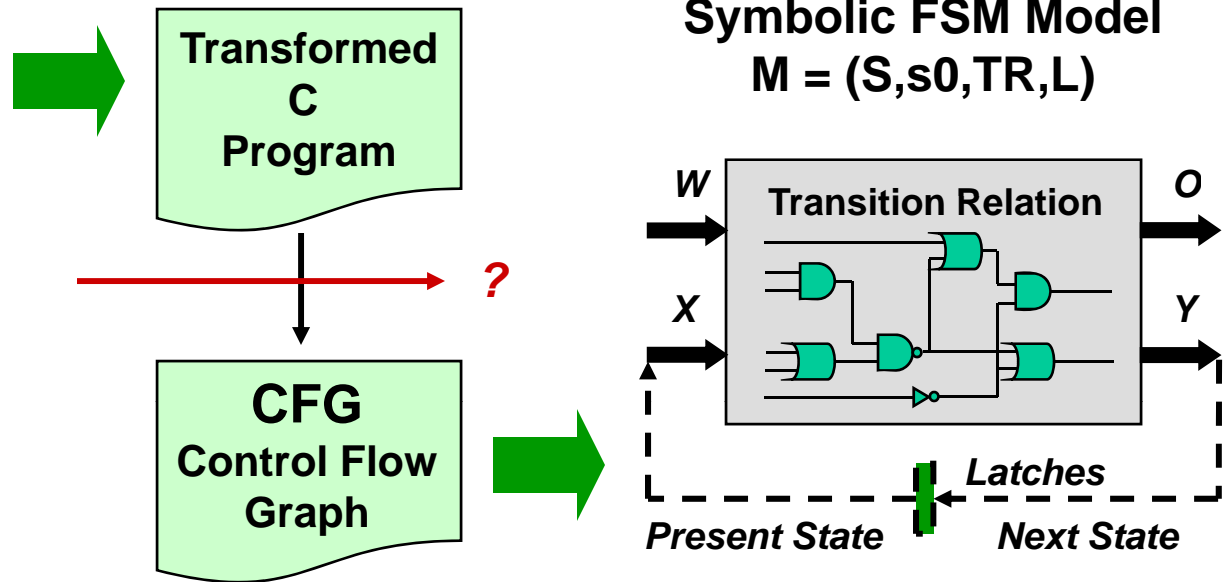 Transformed
C
Program
?
CFG
Control Flow
Graph
Symbolic FSM Model
M = (S,s0,TR,L)
W
O
Transition Relation
X
Y
Latches
Present State
Next State